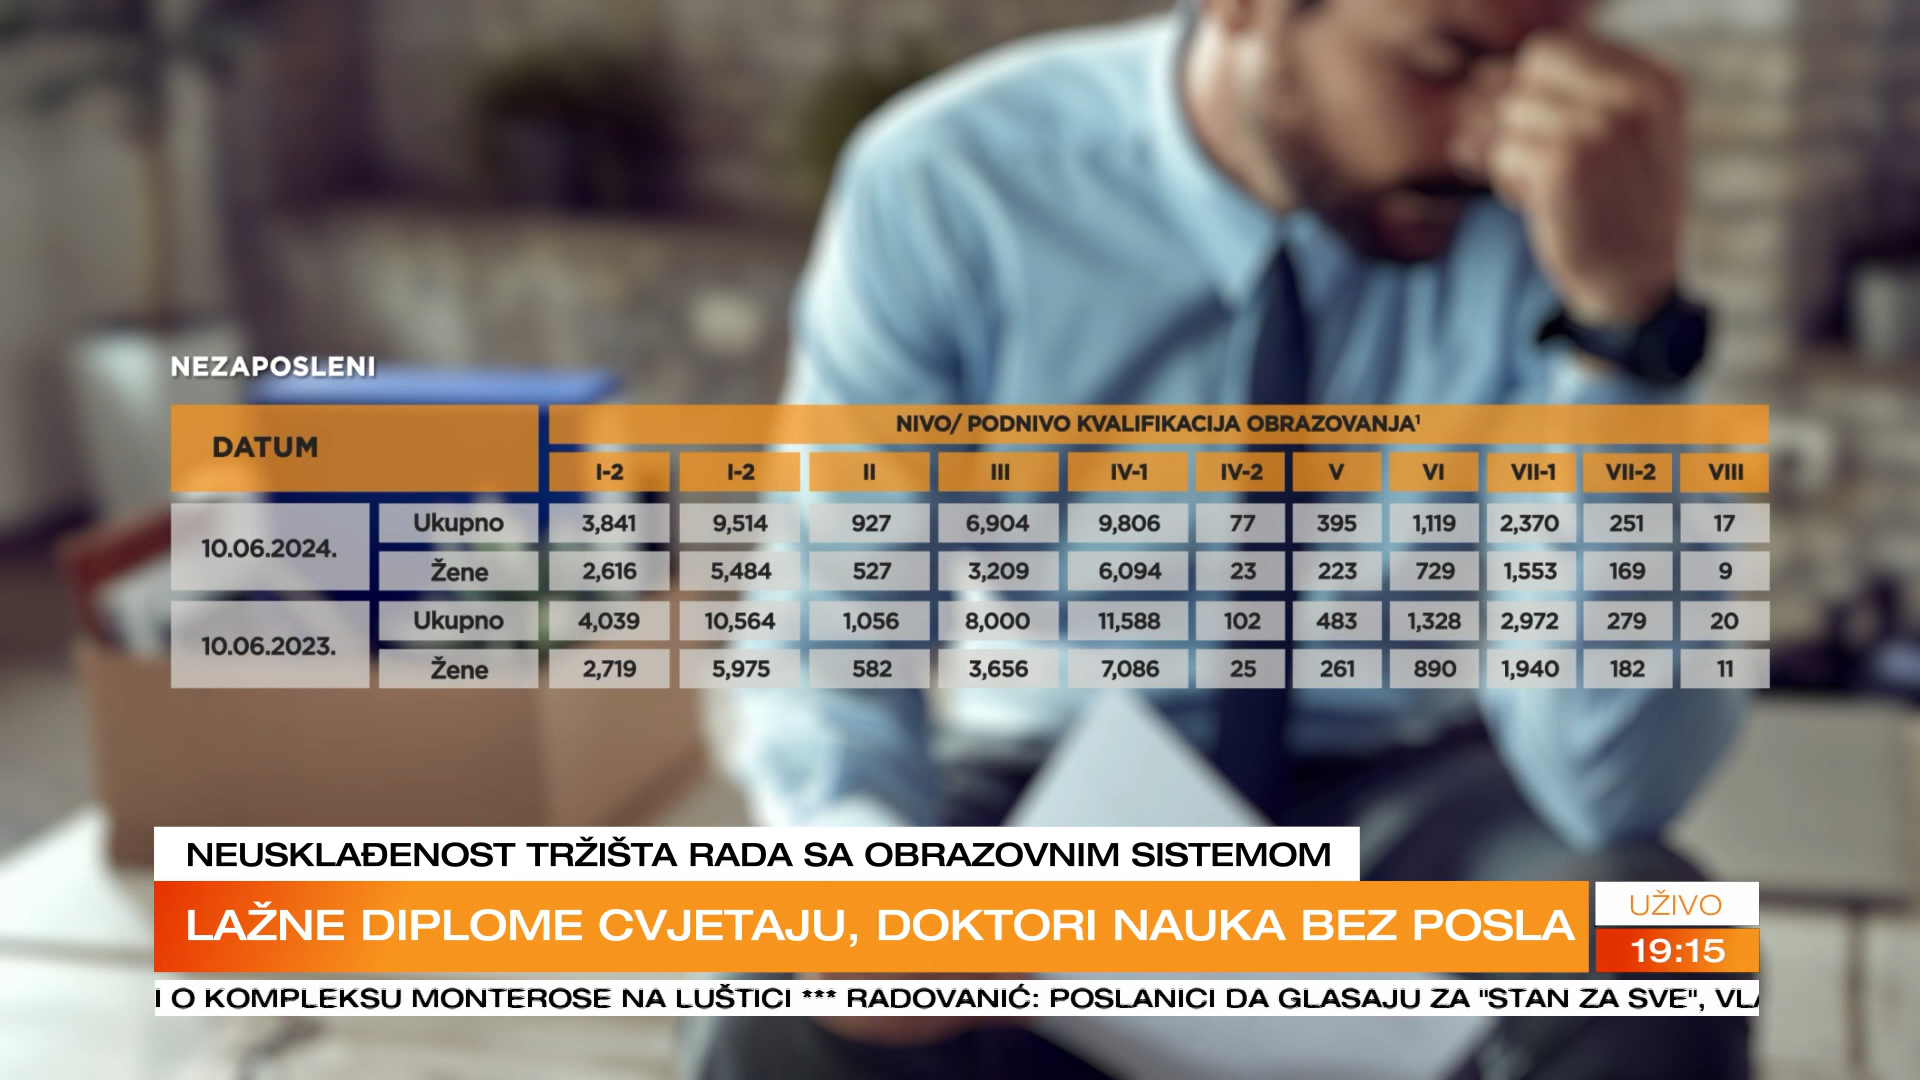 NEZAPOSLENI
DATUM
NIVO/ PODNIVO KVALIFIKACIJA OBRAZOVANJA¹
I-2 I-2 II III IV-1 IV-2 V VI VII-1 VII-2 VIII
10.06.2024.
Ukupno 3,841 9,514 927 6,904 9,806 77 395 1,119 2,370 251 17
Žene 2,616 5,484 527 3,209 6,094 23 223 729 1,553 169 9
10.06.2023.
Ukupno 4,039 10,564 1,056 8,000 11,588 102 483 1,328 2,972 279 20
Žene 2,719 5,975 582 3,656 7,086 25 261 890 1,940 182 11
NEUSKLAĐENOST TRŽIŠTA RADA SA OBRAZOVNIM SISTEMOM
LAŽNE DIPLOME CVJETAJU, DOKTORI NAUKA BEZ POSLA
UŽIVO
19:15
I O KOMPLEKSU MONTEROSE NA LUŠTICI *** RADOVANIĆ: POSLANICI DA GLASAJU ZA "STAN ZA SVE",